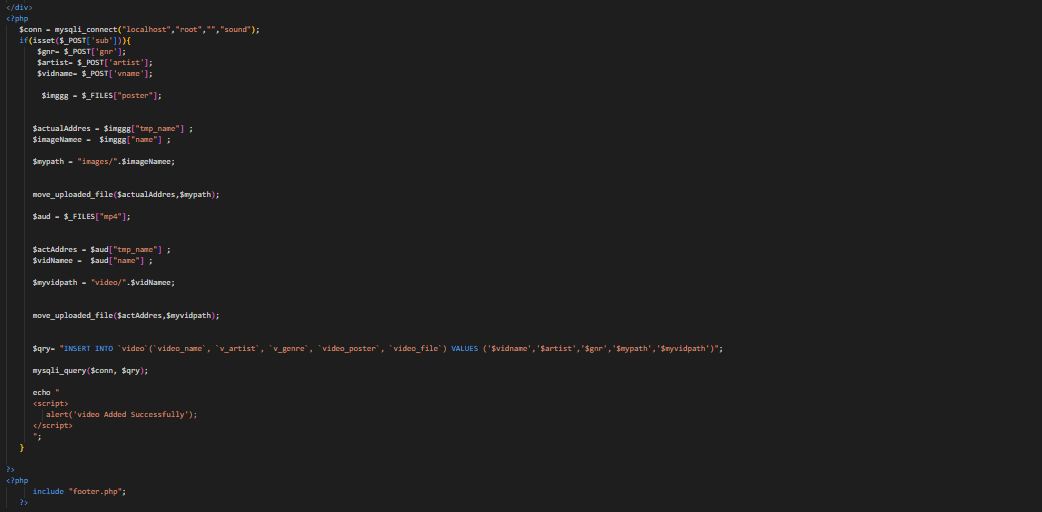 </div>
<?php
$conn = mysqli_connect("localhost","root","","sound");
if(isset($_POST['sub'])){
$gnr= $_POST['gnr'];
$artist= $_POST['artist'];
$vidname= $_POST['vname'];
$imggg = $_FILES["poster"];
$actualAddres = $imggg["tmp_name"] ;
$imageNamee =  $imggg["name"] ;
$mypath = "images/".$imageNamee;
move_uploaded_file($actualAddres,$mypath);
$aud = $_FILES["mp4"];
$actAddres = $aud["tmp_name"] ;
$vidNamee =  $aud["name"] ;
$myvidpath = "video/".$vidNamee;
move_uploaded_file($actAddres,$myvidpath);
$qry= "INSERT INTO `video`(`video_name`, `v_artist`, `v_genre`, `video_poster`, `video_file`) VALUES ('$vidname','$artist','$gnr','$mypath','$myvidpath')";
mysqli_query($conn, $qry);
echo "
<script>
alert('video Added Successfully');
</script>
";
}
?>
<?php
include "footer.php";
?>